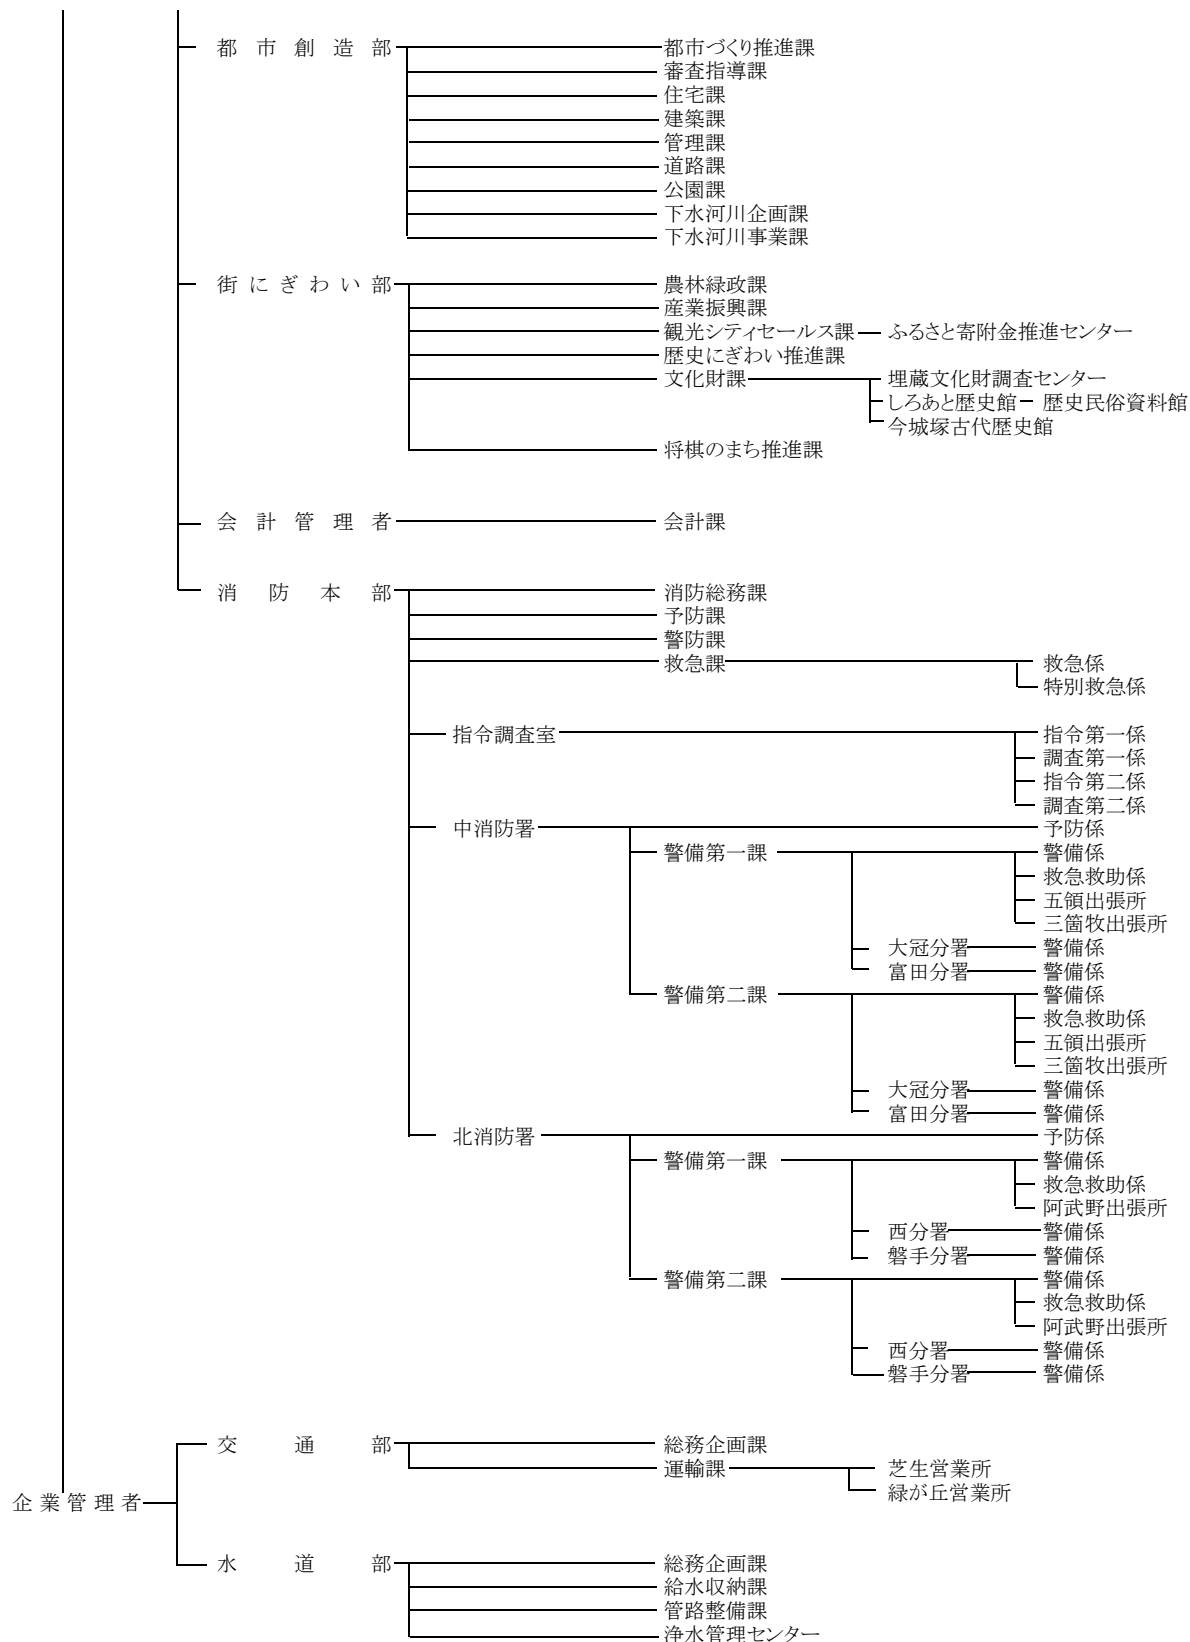 都市創造部 都市づくり推進課
審査指導課
住宅課
建築課
管理課
道路課
公園課
下水河川企画課
下水河川事業課
街にぎわい部 農林緑政課
産業振興課
観光シティセールス課 ふるさと寄附金推進センター
歴史にぎわい推進課
文化財課 埋蔵文化財調査センター
しろあと歴史館 歴史民俗資料館
今城塚古代歴史館
将棋のまち推進課
会計管理者 会計課
消防本部 消防総務課
予防課
警防課
救急課 救急係
特別救急係
指令調査室 指令第一係
調査第一係
指令第二係
調査第二係
中消防署 予防係
警備第一課 警備係
救急救助係
五領出張所
三箇牧出張所
大冠分署 警備係
富田分署 警備係
警備第二課 警備係
救急救助係
五領出張所
三箇牧出張所
大冠分署 警備係
富田分署 警備係
北消防署 予防係
警備第一課 警備係
救急救助係
阿武野出張所
西分署 警備係
磐手分署 警備係
警備第二課 警備係
救急救助係
阿武野出張所
西分署 警備係
磐手分署 警備係
交通部 総務企画課
運輸課 芝生営業所
緑が丘営業所
企業管理者
水道部 総務企画課
給水収納課
管路整備課
浄水管理センター